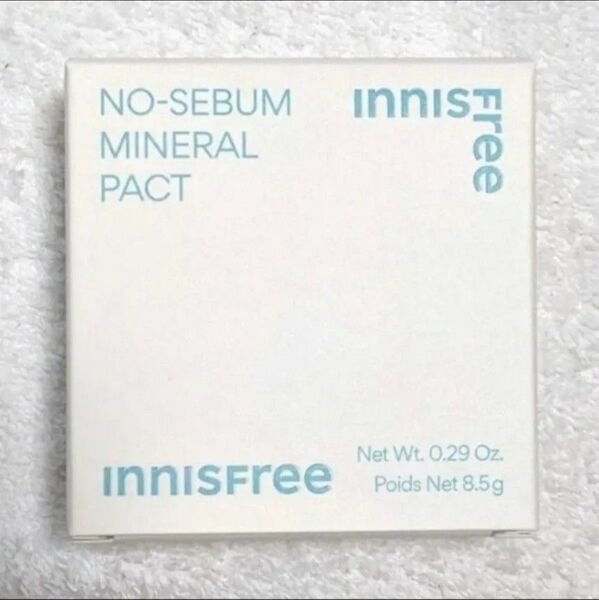 NO-SEBUM
MINERAL
PACT
INNISFree
INNISFree
Net Wt. 0.29 Oz.
Poids Net 8.5g